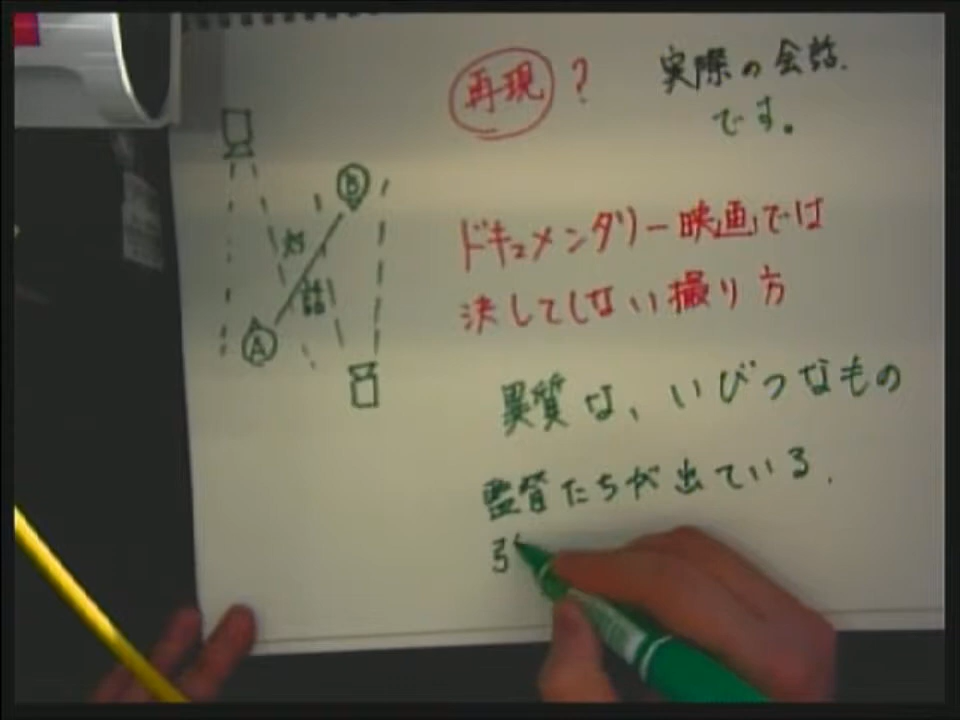 再現 ?
実際の会話.
です。
B
対
話
A
ドキュメンタリー映画では
決してしない撮り方
異質な、いびつなもの
監督たちが出ている.